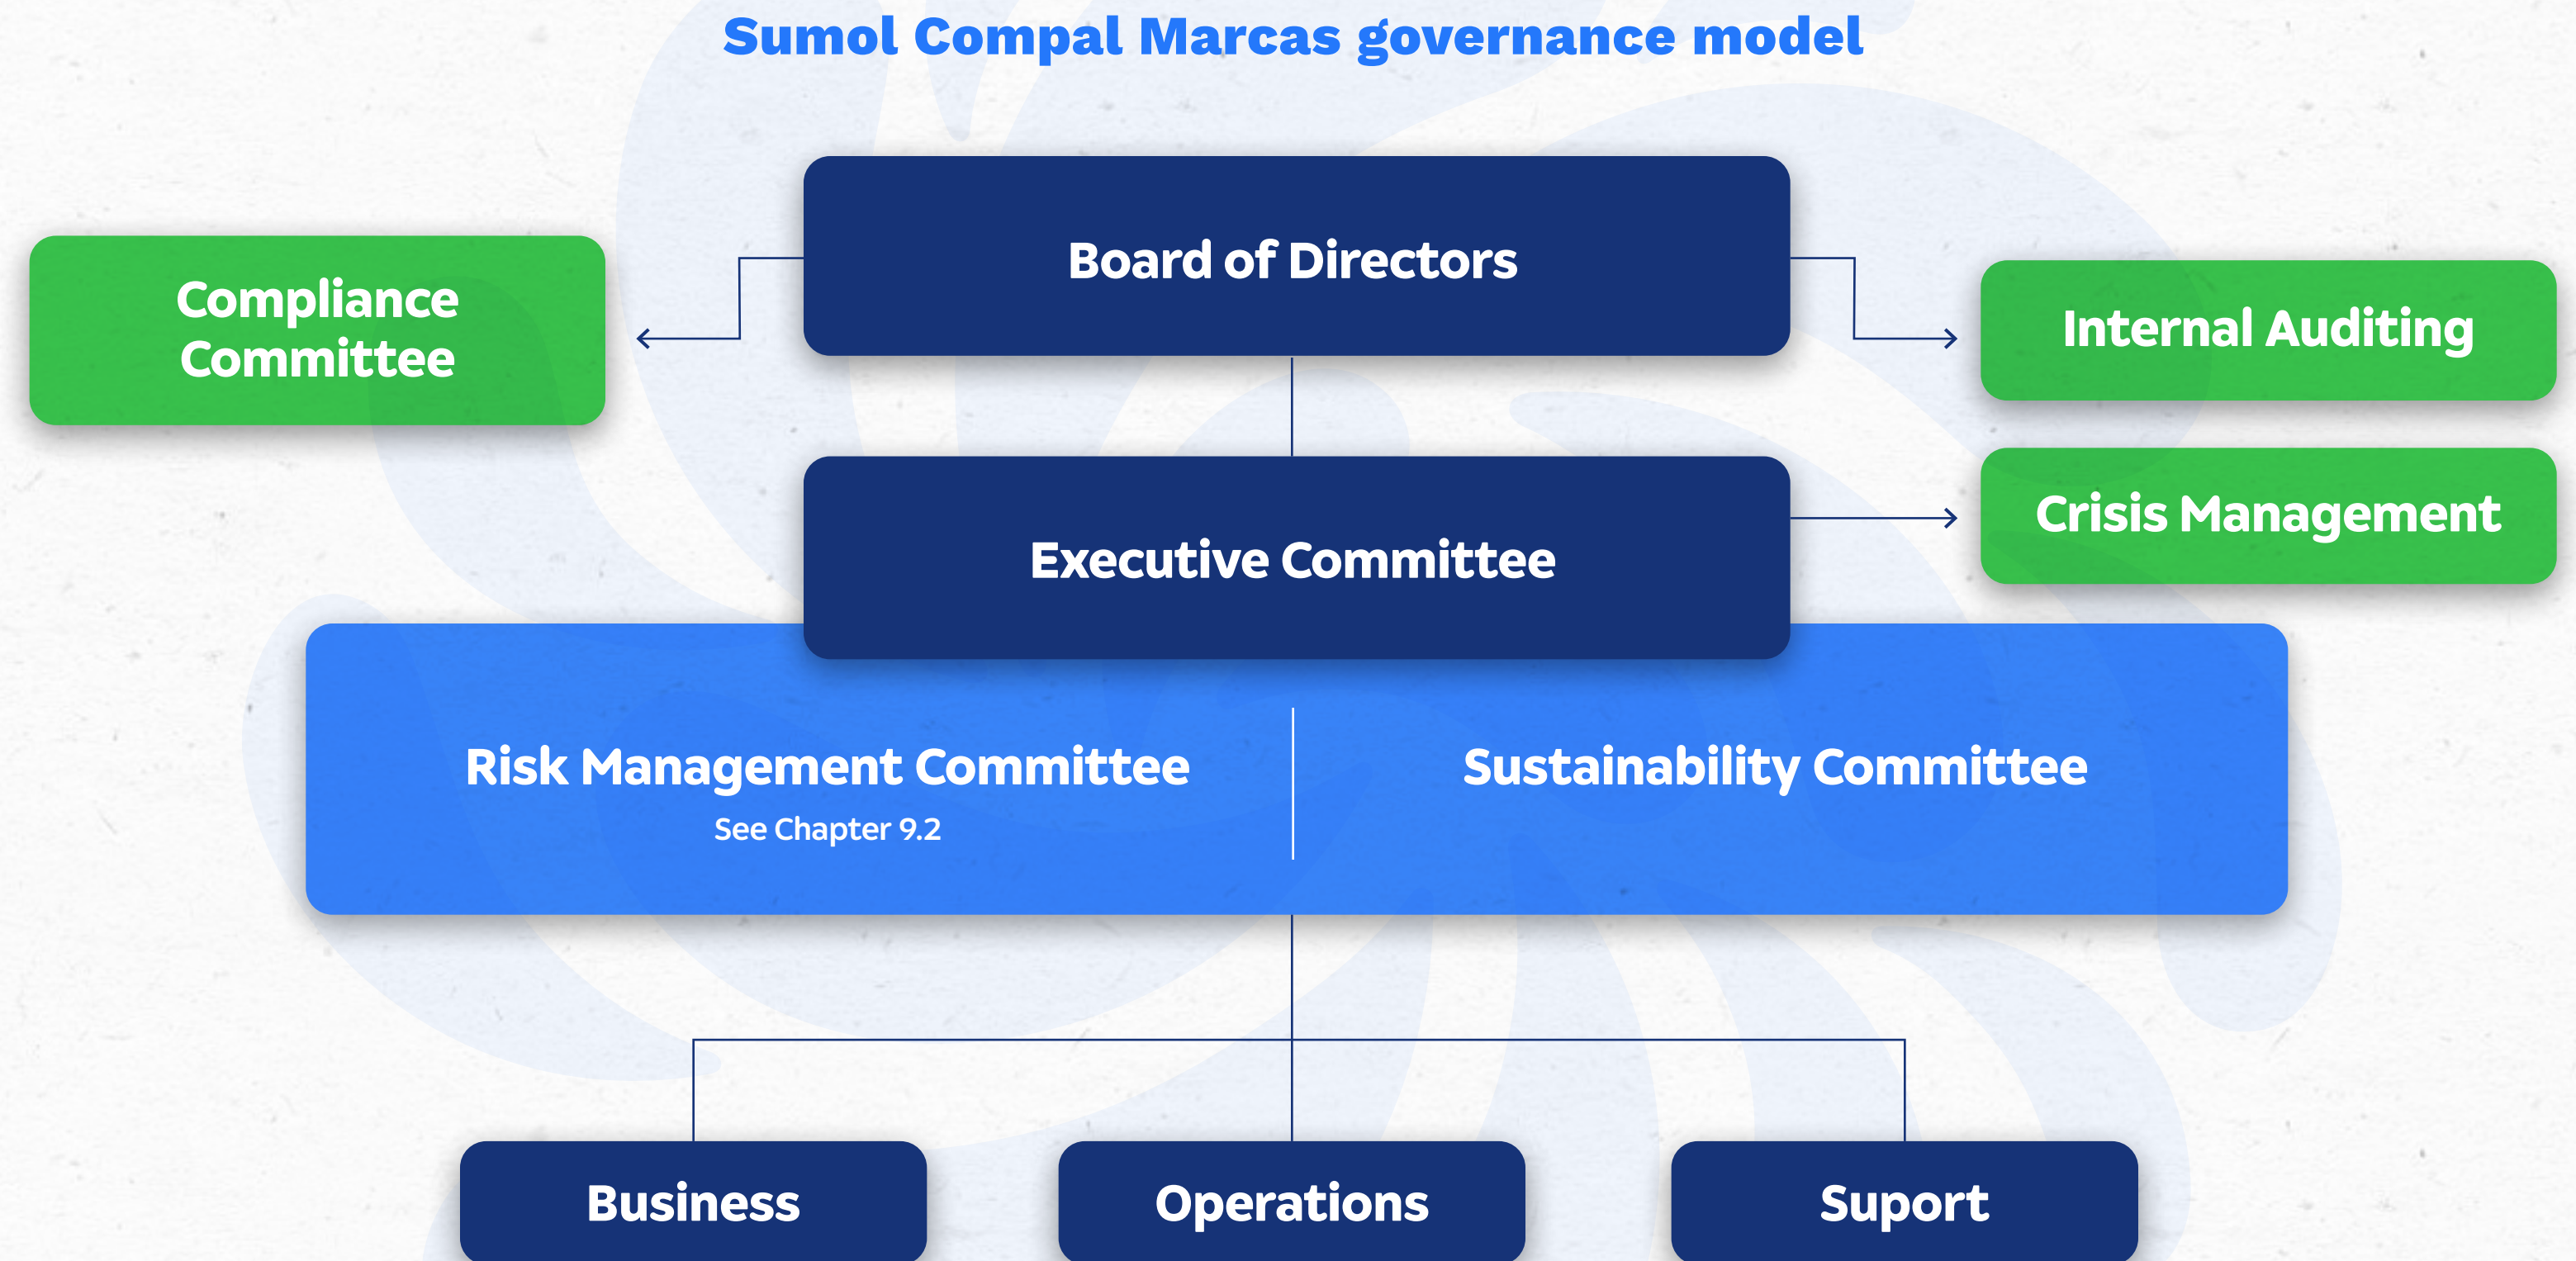 Sumol Compal Marcas governance model
Board of Directors
Compliance
Committee
Internal Auditing
Executive Committee
Crisis Management
Risk Management Committee
See Chapter 9.2
Sustainability Committee
Business
Operations
Suport